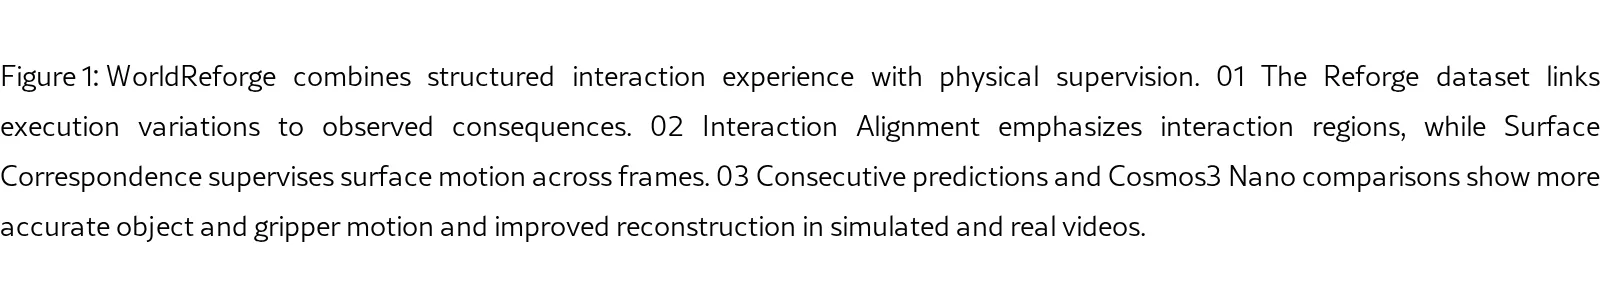 Figure 1: WorldReforge combines structured interaction experience with physical supervision. 01 The Reforge dataset links
execution variations to observed consequences. 02 Interaction Alignment emphasizes interaction regions, while Surface
Correspondence supervises surface motion across frames. 03 Consecutive predictions and Cosmos3 Nano comparisons show more
accurate object and gripper motion and improved reconstruction in simulated and real videos.